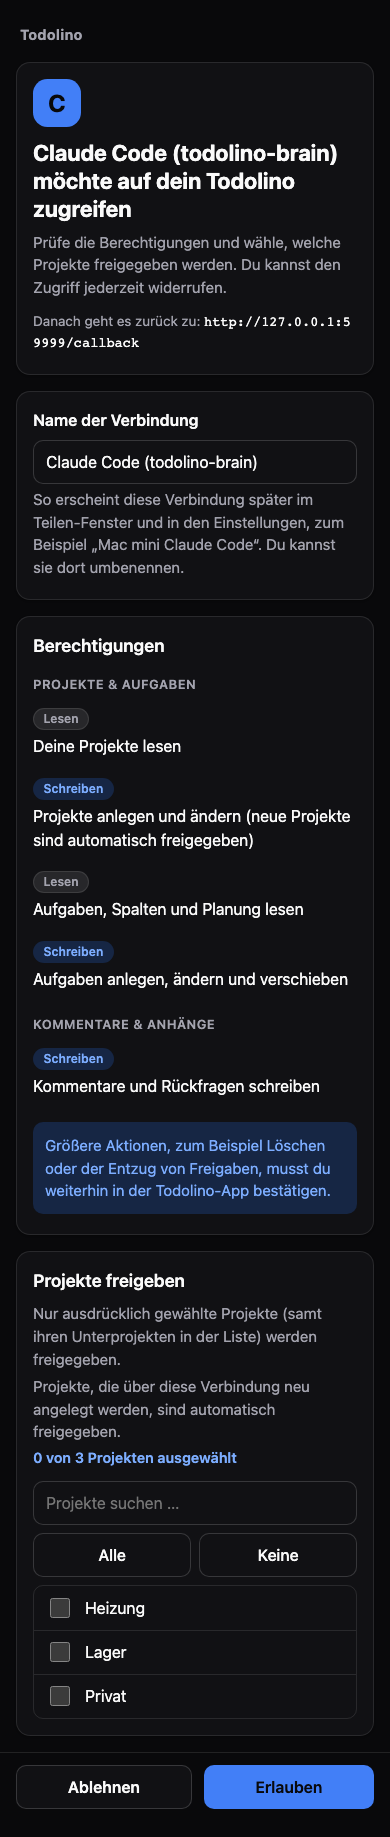 Todolino
C
Claude Code (todolino-brain)
möchte auf dein Todolino
zugreifen
Prüfe die Berechtigungen und wähle, welche
Projekte freigegeben werden. Du kannst den
Zugriff jederzeit widerrufen.
Danach geht es zurück zu: http://127.0.0.1:5
9999/callback
Name der Verbindung
Claude Code (todolino-brain)
So erscheint diese Verbindung später im
Teilen-Fenster und in den Einstellungen, zum
Beispiel „Mac mini Claude Code“. Du kannst
sie dort umbenennen.
Berechtigungen
PROJEKTE & AUFGABEN
Lesen
Deine Projekte lesen
Schreiben
Projekte anlegen und ändern (neue Projekte
sind automatisch freigegeben)
Lesen
Aufgaben, Spalten und Planung lesen
Schreiben
Aufgaben anlegen, ändern und verschieben
KOMMENTARE & ANHÄNGE
Schreiben
Kommentare und Rückfragen schreiben
Größere Aktionen, zum Beispiel Löschen
oder der Entzug von Freigaben, musst du
weiterhin in der Todolino-App bestätigen.
Projekte freigeben
Nur ausdrücklich gewählte Projekte (samt
ihren Unterprojekten in der Liste) werden
freigegeben.
Projekte, die über diese Verbindung neu
angelegt werden, sind automatisch
freigegeben.
0 von 3 Projekten ausgewählt
Projekte suchen …
Alle
Keine
Heizung
Lager
Privat
Ablehnen
Erlauben